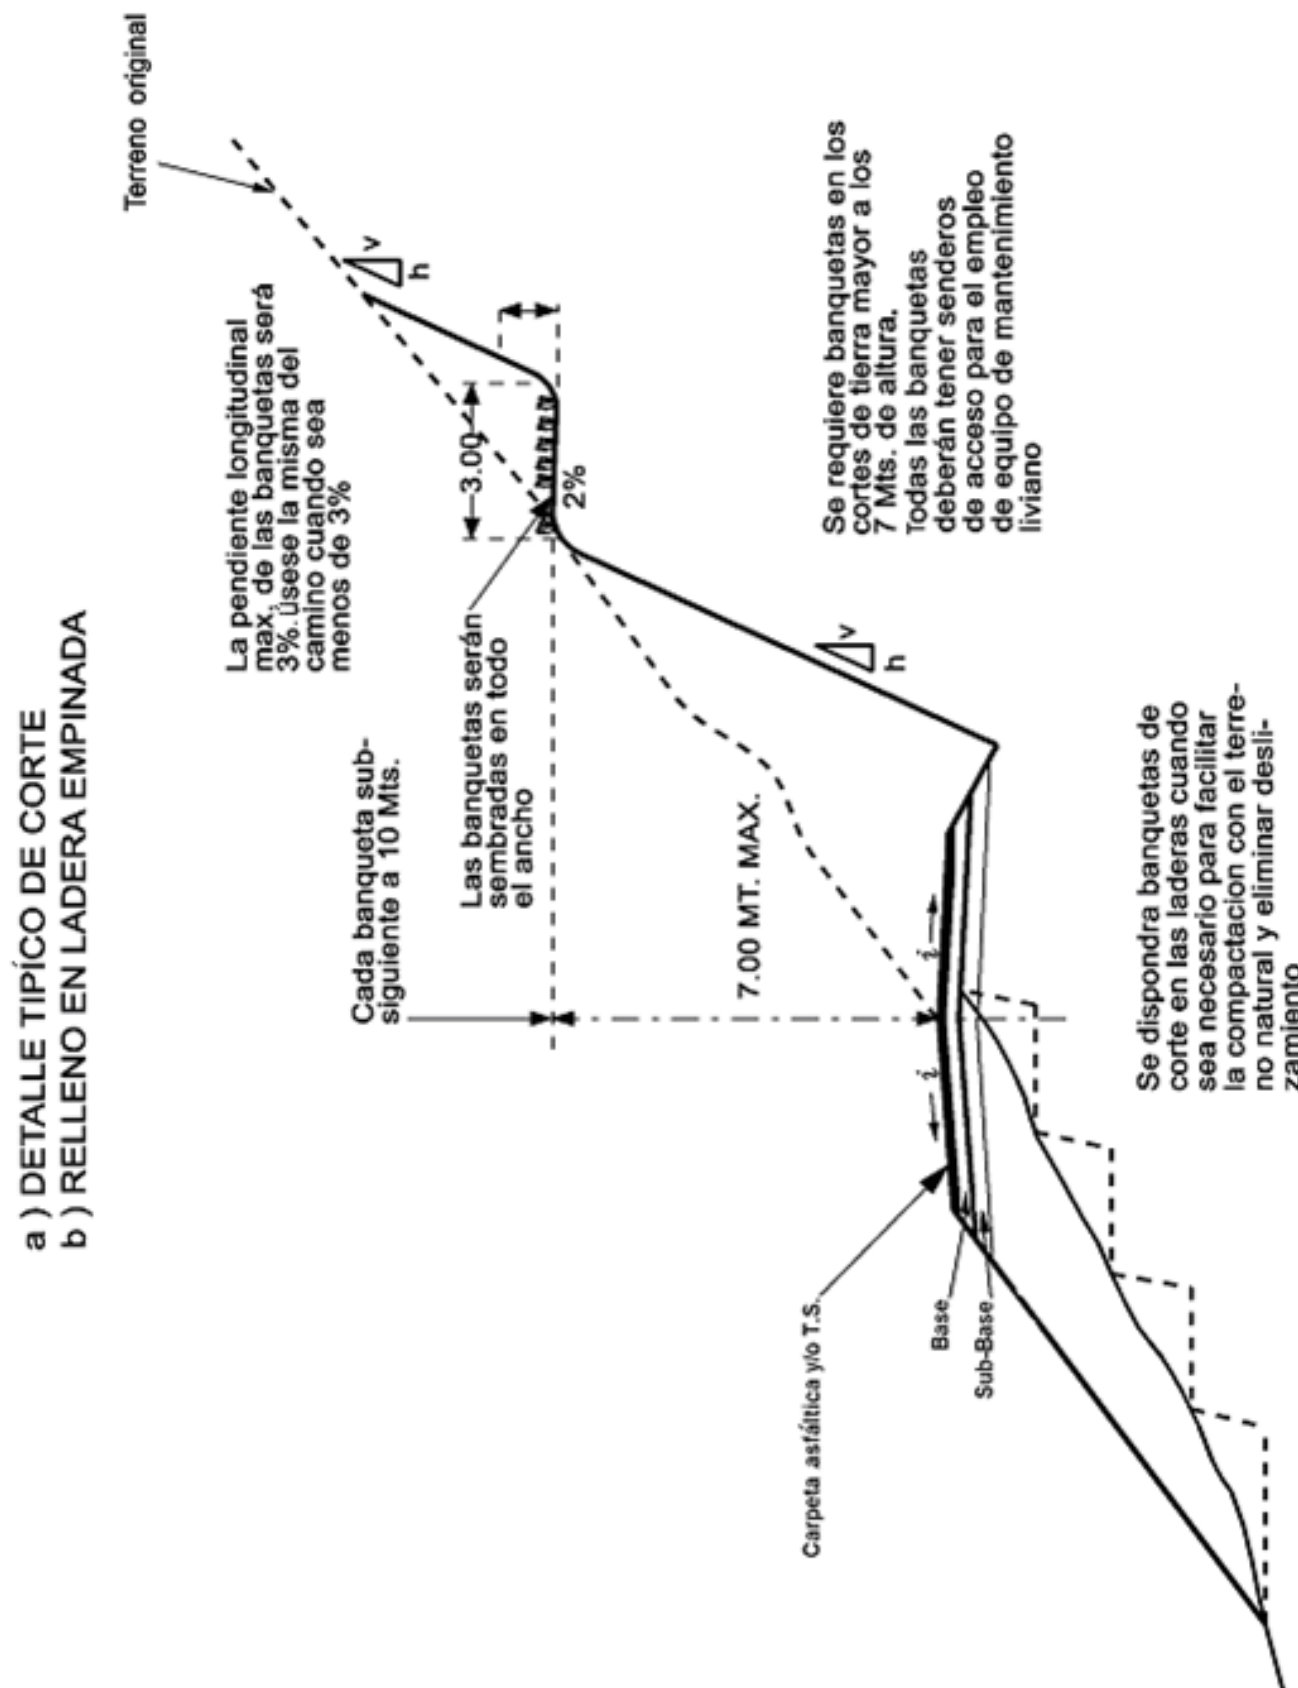 a ) DETALLE TIPÍCO DE CORTE
b ) RELLENO EN LADERA EMPINADA
Terreno original
La pendiente longitudinal
max, de las banquetas será
3%.úsese la misma del
camino cuando sea
menos de 3%
v
h
Cada banqueta sub-
siguiente a 10 Mts.
3.00
2%
Las banquetas serán
sembradas en todo
el ancho
v
h
7.00 MT. MAX.
Se requiere banquetas en los
cortes de tierra mayor a los
7 Mts. de altura.
Todas las banquetas
deberán tener senderos
de acceso para el empleo
de equipo de mantenimiento
liviano
i
i
Carpeta asfáltica y/o T.S.
Base
Sub-Base
Se dispondra banquetas de
corte en las laderas cuando
sea necesario para facilitar
la compactacion con el terre-
no natural y eliminar desli-
zamiento